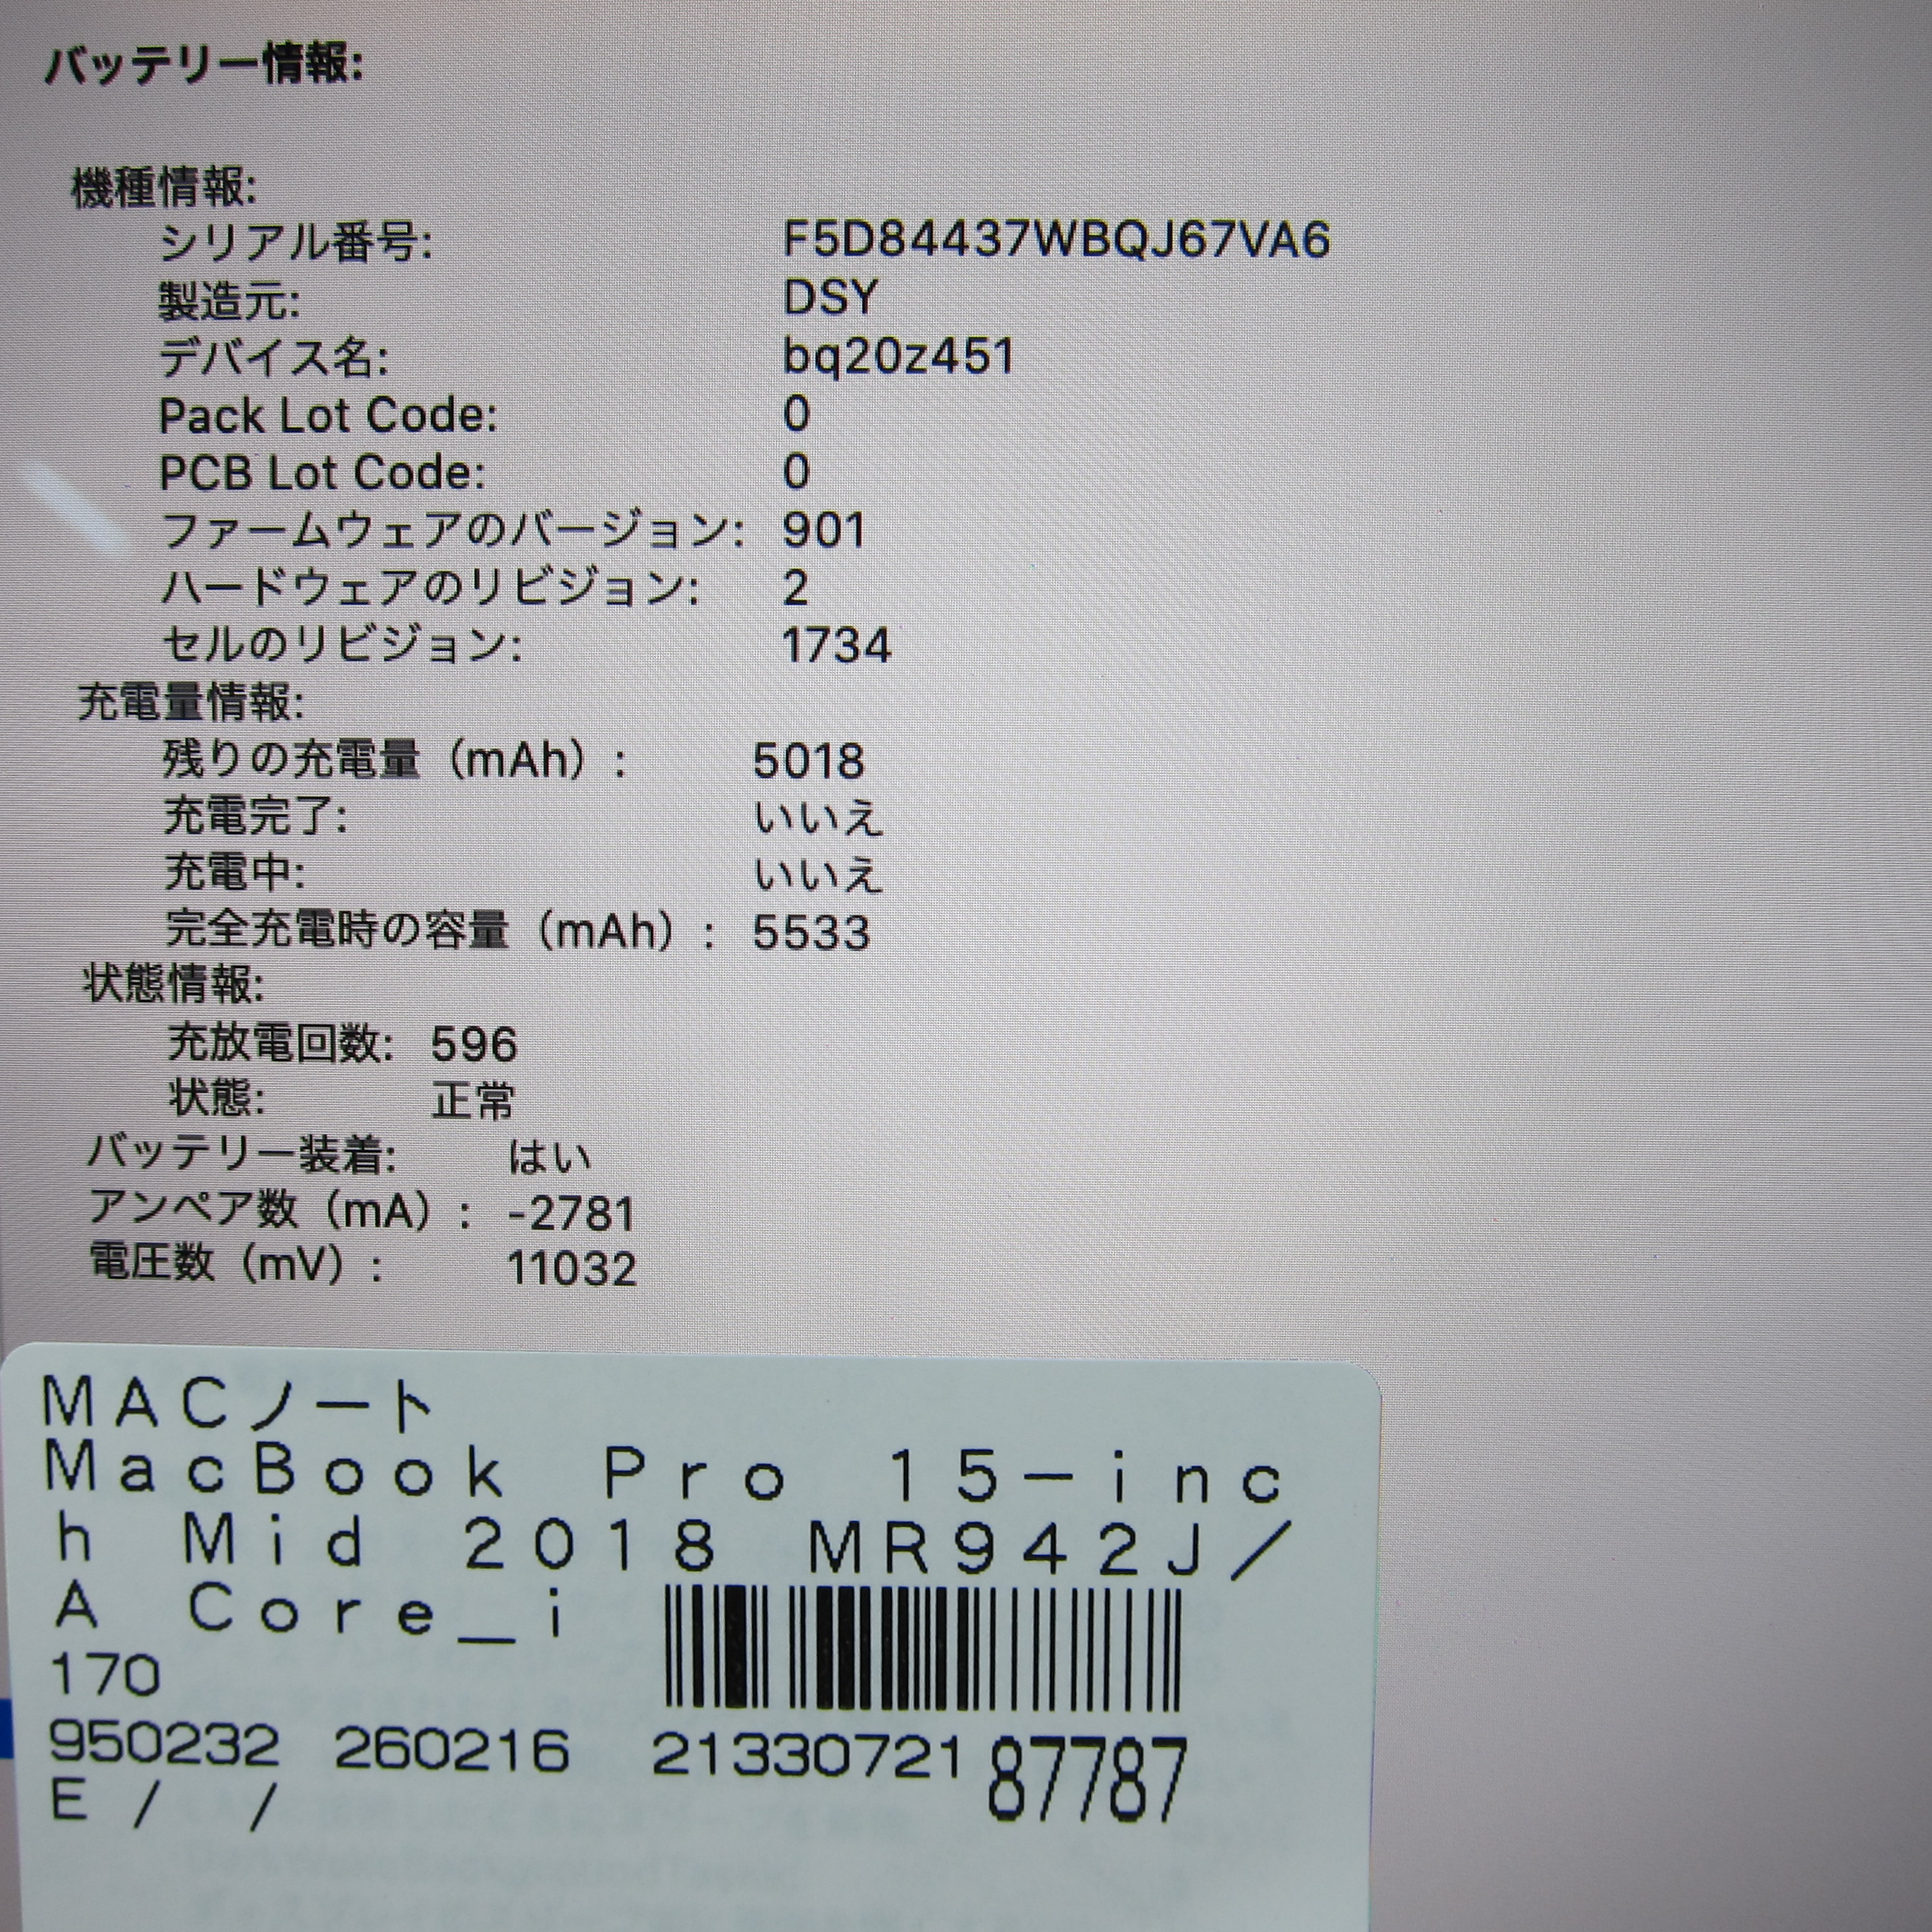 バッテリー情報:
機種情報:
シリアル番号: F5D84437WBQJ67VA6
製造元: DSY
デバイス名: bq20z451
Pack Lot Code: 0
PCB Lot Code: 0
ファームウェアのバージョン: 901
ハードウェアのリビジョン: 2
セルのリビジョン: 1734
充電量情報:
残りの充電量（mAh）: 5018
充電完了: いいえ
充電中: いいえ
完全充電時の容量（mAh）: 5533
状態情報:
充放電回数: 596
状態: 正常
バッテリー装着: はい
アンペア数（mA）: -2781
電圧数（mV）: 11032
MACノート
MacBook Pro 15-inc
h Mid 2018 MR942J/
A Core_i
170
950232 260216 21330721 87787
E / /